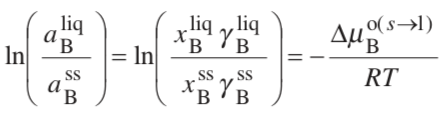 ln(a_B^liq / a_B^ss) = ln(x_B^liq γ_B^liq / x_B^ss γ_B^ss) = −Δμ_B^o(s→l) / RT